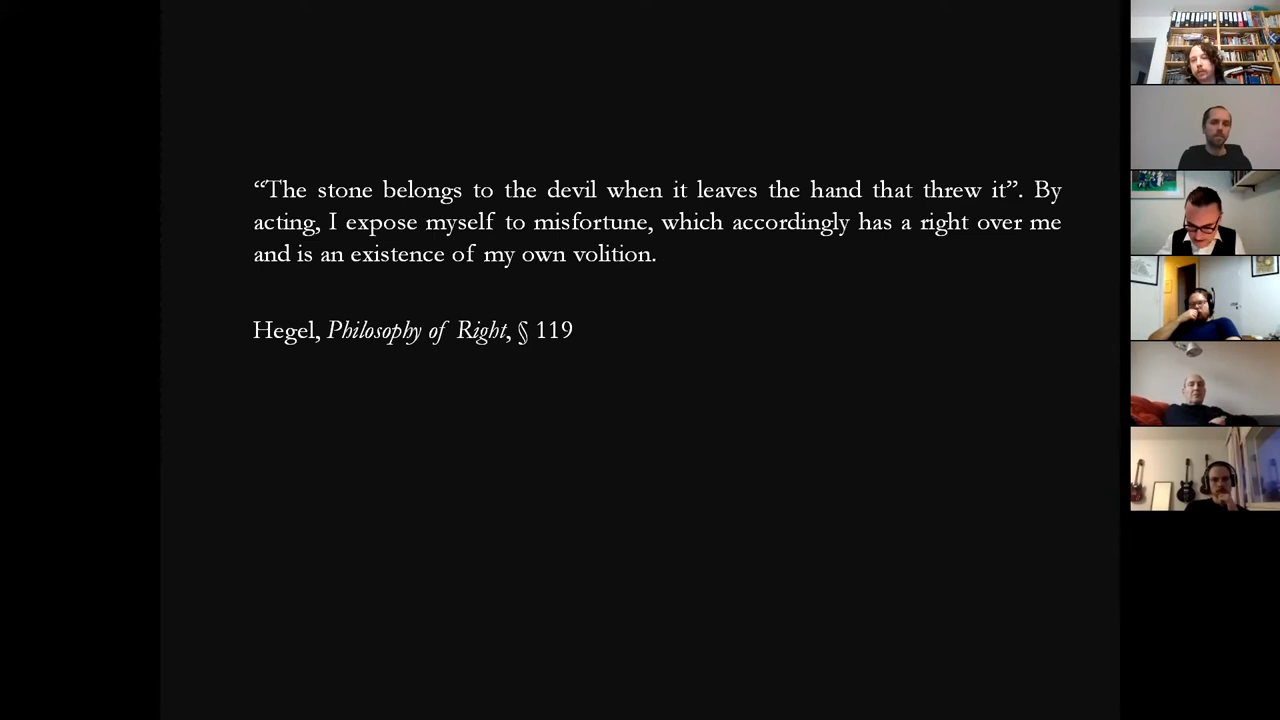 “The stone belongs to the devil when it leaves the hand that threw it”. By
acting, I expose myself to misfortune, which accordingly has a right over me
and is an existence of my own volition.
Hegel, Philosophy of Right, § 119